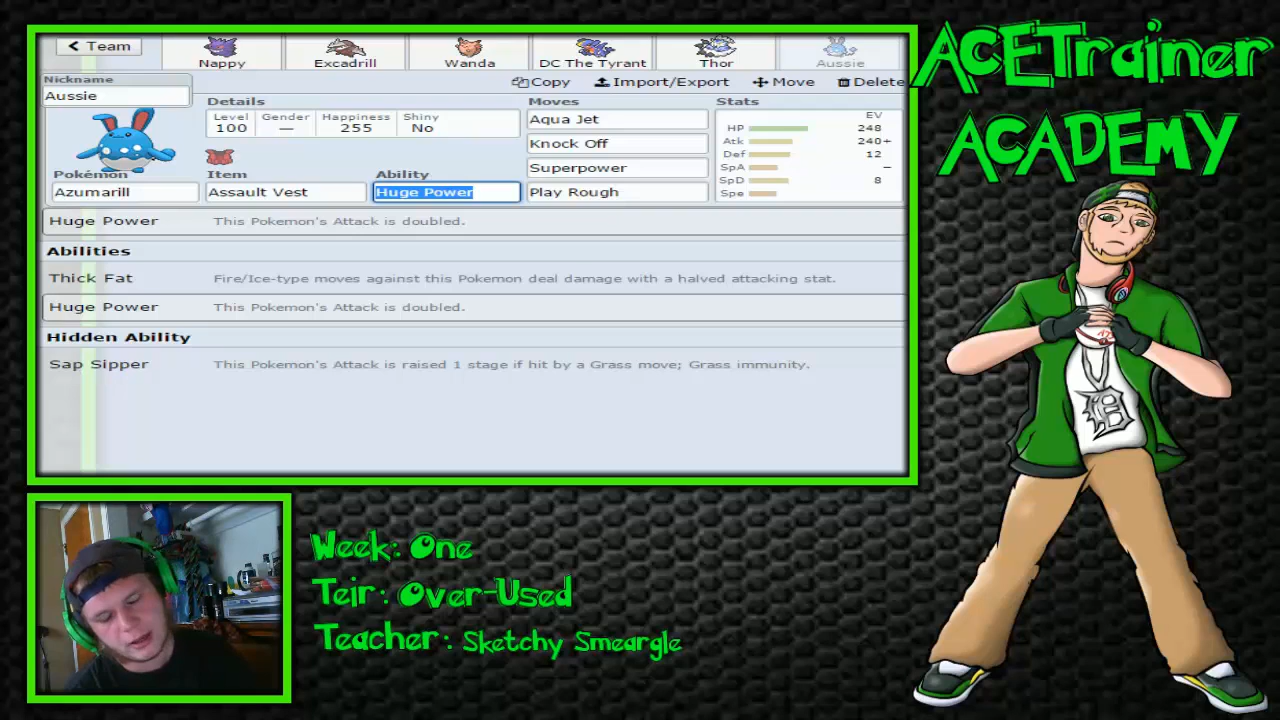 Team
Nappy
Excadrill
Wanda
DC The Tyrant
Thor
Aussie
Copy
Import/Export
Move
Delete
Nickname
Aussie
Details
Level
100
Gender
—
Happiness
255
Shiny
No
Pokémon
Azumarill
Item
Assault Vest
Ability
Huge Power
Moves
Aqua Jet
Knock Off
Superpower
Play Rough
Stats
EV
HP 248
Atk 240+
Def 12
SpA –
SpD 8
Spe
Huge Power This Pokemon's Attack is doubled.
Abilities
Thick Fat Fire/Ice-type moves against this Pokemon deal damage with a halved attacking stat.
Huge Power This Pokemon's Attack is doubled.
Hidden Ability
Sap Sipper This Pokemon's Attack is raised 1 stage if hit by a Grass move; Grass immunity.
ACETrainer
ACADEMY
Week: One
Teir: Over-Used
Teacher: Sketchy Smeargle